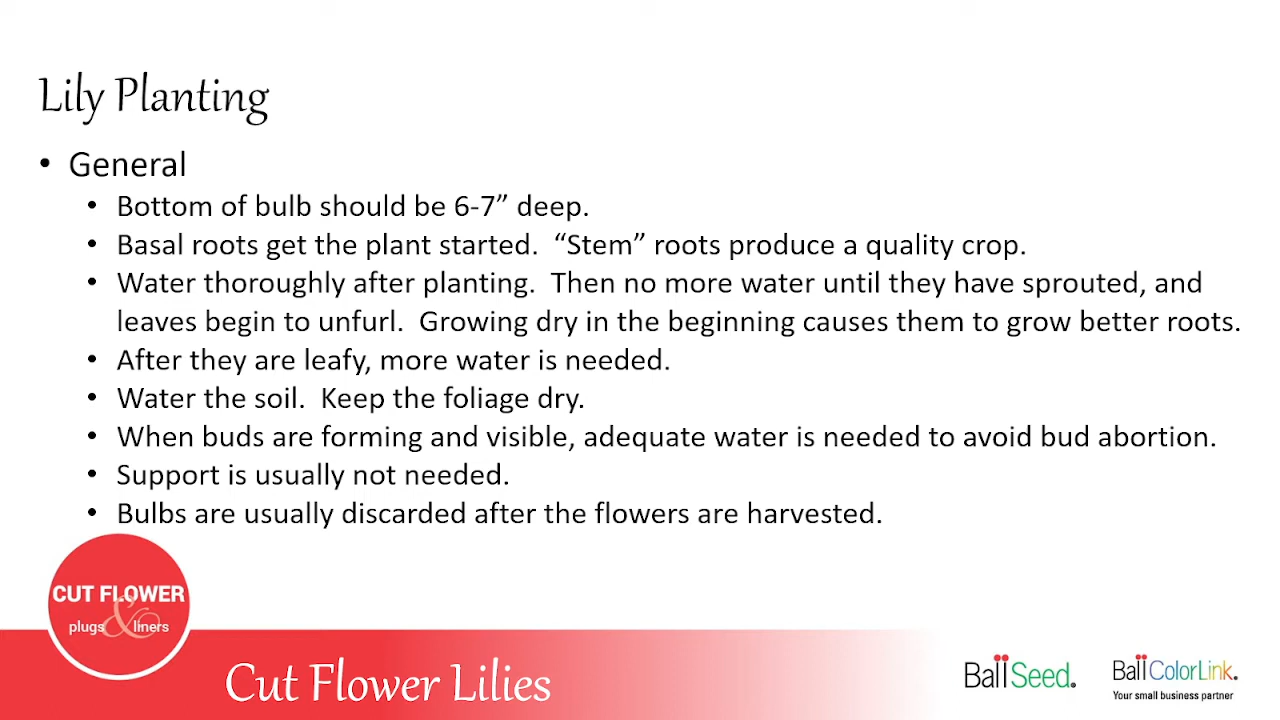 Lily Planting
• General
• Bottom of bulb should be 6-7” deep.
• Basal roots get the plant started.  “Stem” roots produce a quality crop.
• Water thoroughly after planting.  Then no more water until they have sprouted, and
leaves begin to unfurl.  Growing dry in the beginning causes them to grow better roots.
• After they are leafy, more water is needed.
• Water the soil.  Keep the foliage dry.
• When buds are forming and visible, adequate water is needed to avoid bud abortion.
• Support is usually not needed.
• Bulbs are usually discarded after the flowers are harvested.
CUT FLOWER
plugs & liners
Cut Flower Lilies
Ball Seed.
Ball ColorLink.
Your small business partner